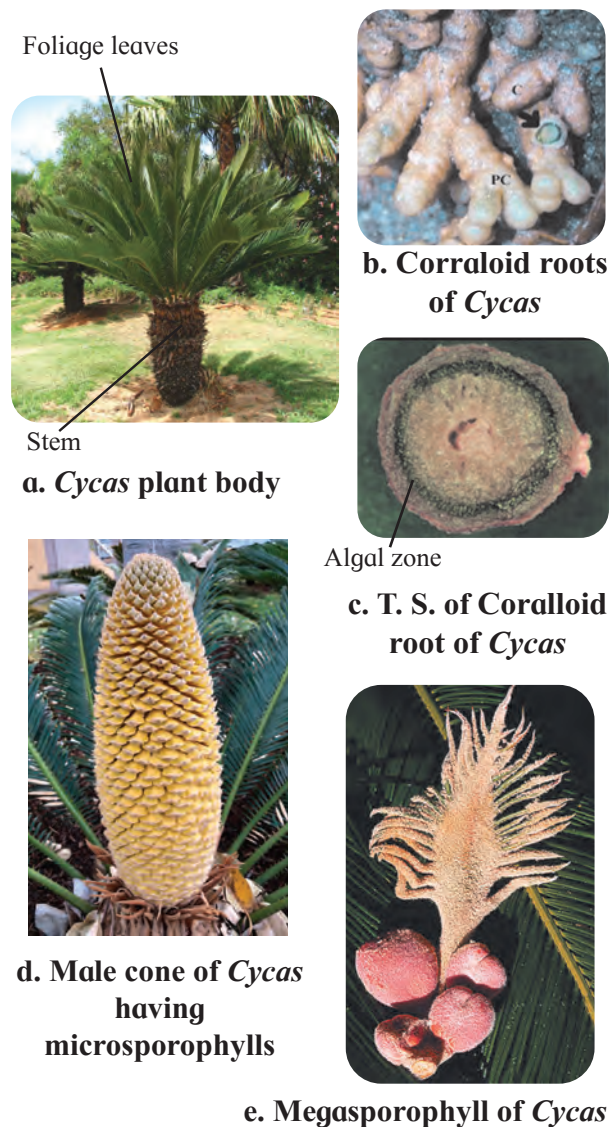 Foliage leaves
Stem
a. Cycas plant body
C
PC
b. Corraloid roots
of Cycas
Algal zone
c. T. S. of Coralloid
root of Cycas
d. Male cone of Cycas
having
microsporophylls
e. Megasporophyll of Cycas